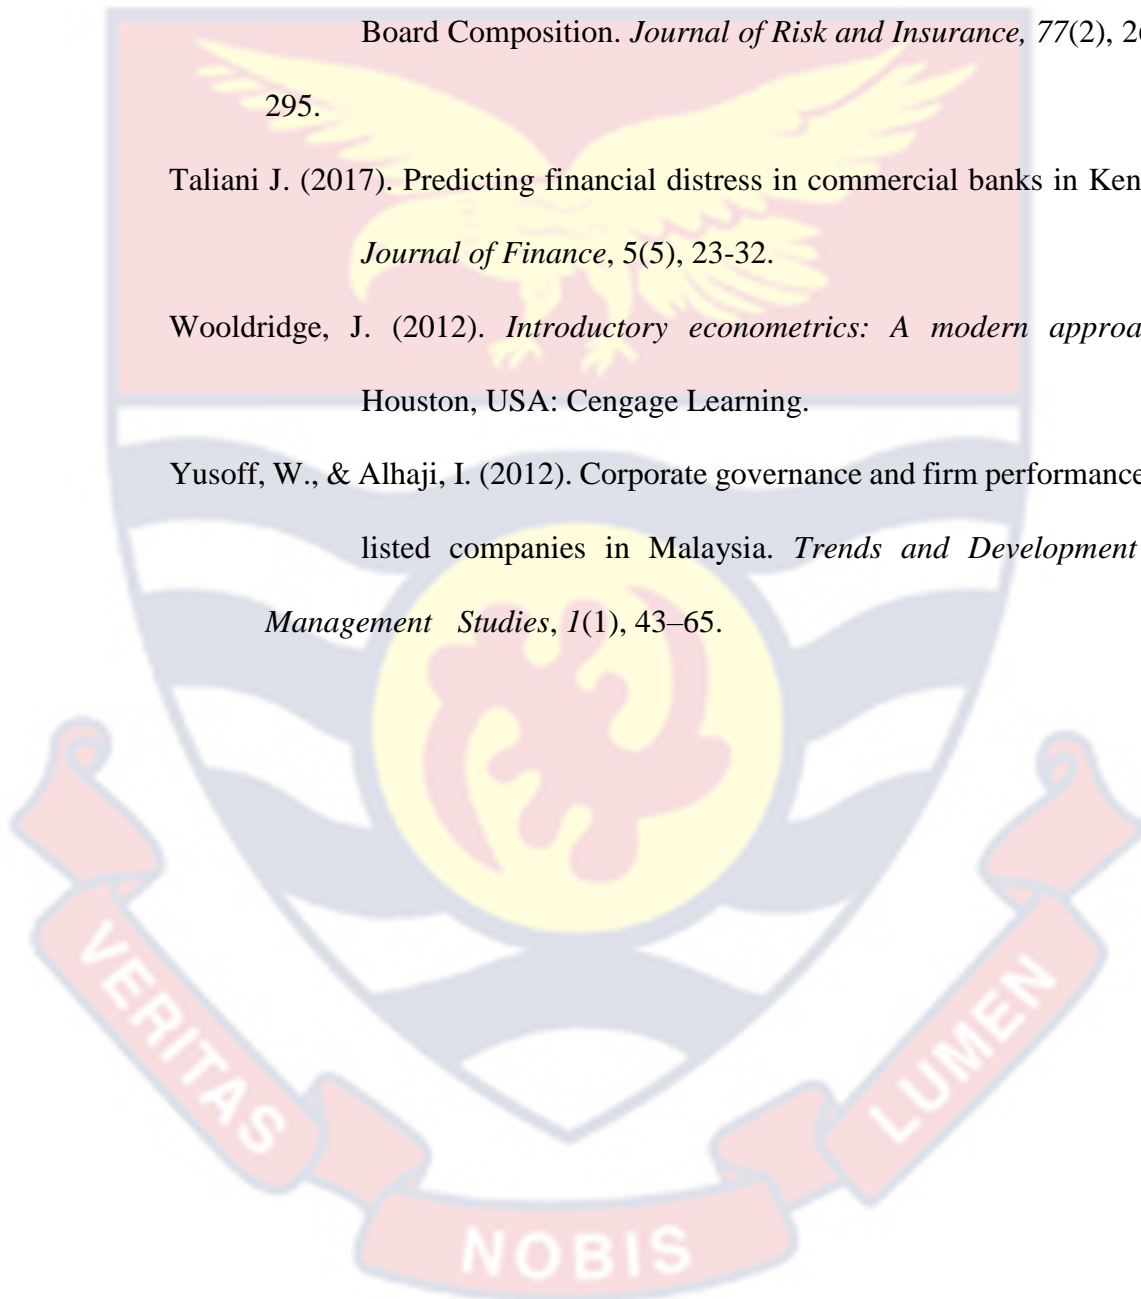 Board Composition. Journal of Risk and Insurance, 77(2), 2
295.
Taliani J. (2017). Predicting financial distress in commercial banks in Ken
Journal of Finance, 5(5), 23-32.
Wooldridge, J. (2012). Introductory econometrics: A modern approa
Houston, USA: Cengage Learning.
Yusoff, W., & Alhaji, I. (2012). Corporate governance and firm performance
listed companies in Malaysia. Trends and Development
Management Studies, 1(1), 43–65.
VERITAS
NOBIS
LUMEN